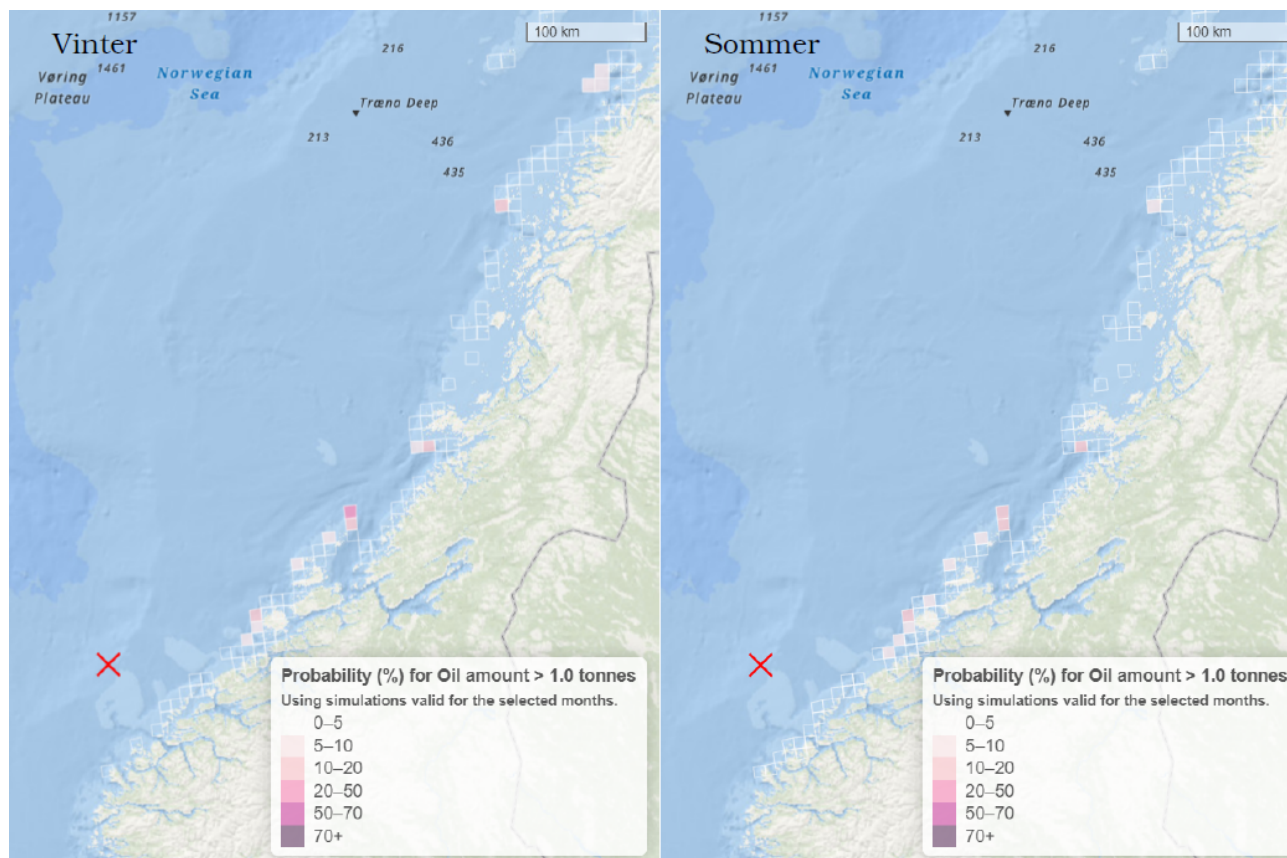 1157
Vinter
100 km
216
1461
Vøring
Plateau
Norwegian
Sea
Træna Deep
213
436
435
Probability (%) for Oil amount > 1.0 tonnes
Using simulations valid for the selected months.
0–5
5–10
10–20
20–50
50–70
70+
1157
Sommer
100 km
216
1461
Vøring
Plateau
Norwegian
Sea
Træna Deep
213
436
435
Probability (%) for Oil amount > 1.0 tonnes
Using simulations valid for the selected months.
0–5
5–10
10–20
20–50
50–70
70+